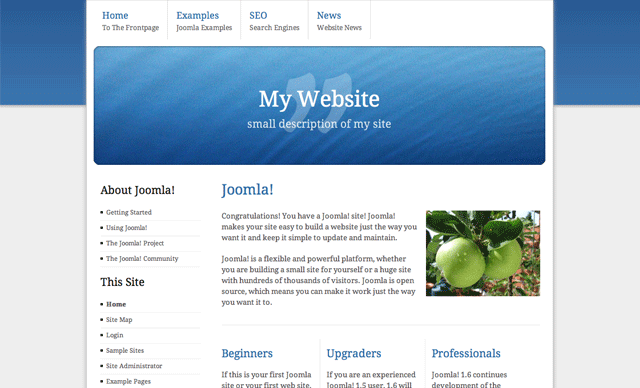 Home
To The Frontpage
Examples
Joomla Examples
SEO
Search Engines
News
Website News
”
My Website
small description of my site
About Joomla!
Getting Started
Using Joomla!
The Joomla! Project
The Joomla! Community
This Site
Home
Site Map
Login
Sample Sites
Site Administrator
Example Pages
Joomla!
Congratulations! You have a Joomla! site! Joomla!
makes your site easy to build a website just the way you
want it and keep it simple to update and maintain.
Joomla! is a flexible and powerful platform, whether
you are building a small site for yourself or a huge site
with hundreds of thousands of visitors. Joomla is open
source, which means you can make it work just the way
you want it to.
Beginners
If this is your first Joomla
site or your first web site,
Upgraders
If you are an experienced
Joomla! 1.5 user, 1.6 will
Professionals
Joomla! 1.6 continues
development of the